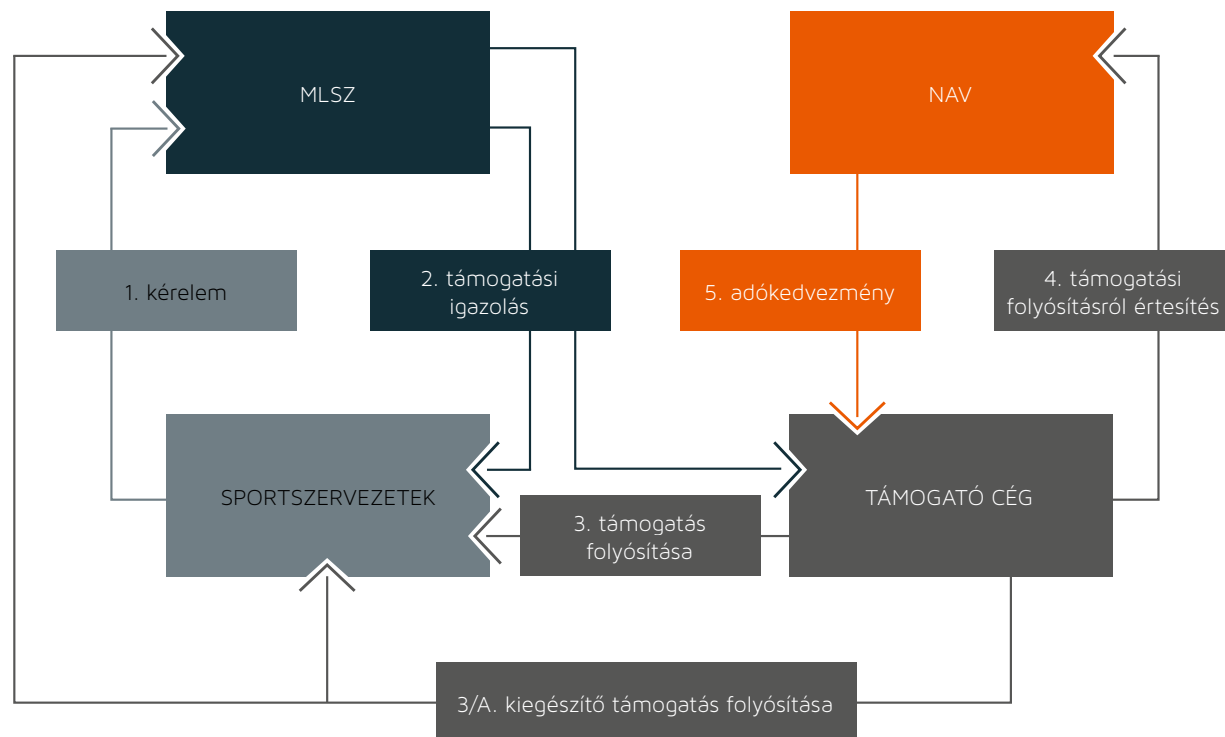 MLSZ
NAV
1. kérelem
2. támogatási
igazolás
5. adókedvezmény
4. támogatási
folyósításról értesítés
SPORTSZERVEZETEK
TÁMOGATÓ CÉG
3. támogatás
folyósítása
3/A. kiegészítő támogatás folyósítása